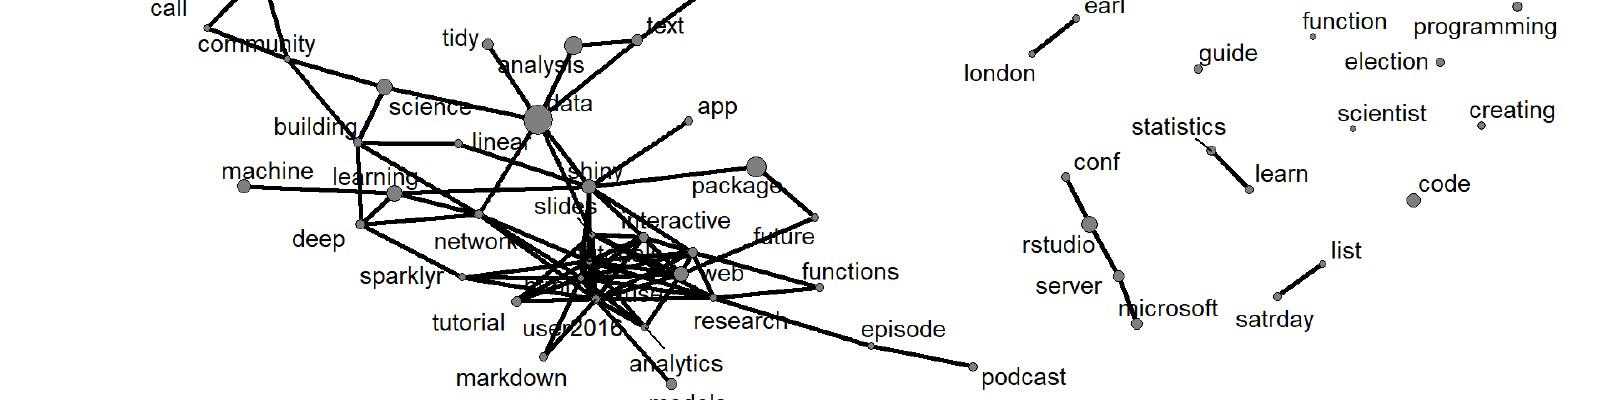 call
earl
function
programming
community
tidy
text
analysis
london
guide
election
science
data
app
scientist
creating
building
linear
statistics
machine
learning
shiny
package
conf
learn
code
slides
interactive
deep
network
future
rstudio
list
sparklyr
web
functions
server
tutorial
user2016
research
microsoft
satrday
episode
analytics
markdown
podcast
models